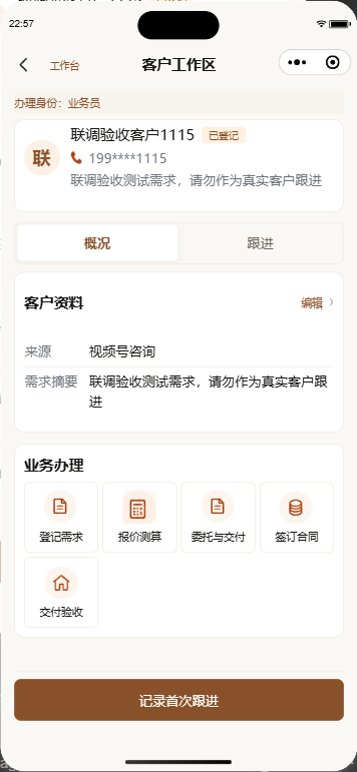 22:57
工作台
客户工作区
办理身份：业务员
联
联调验收客户1115
已登记
199****1115
联调验收测试需求，请勿作为真实客户跟进
概况
跟进
客户资料
编辑
来源
视频号咨询
需求摘要
联调验收测试需求，请勿作为真实客户跟
进
业务办理
登记需求
报价测算
委托与交付
签订合同
交付验收
记录首次跟进